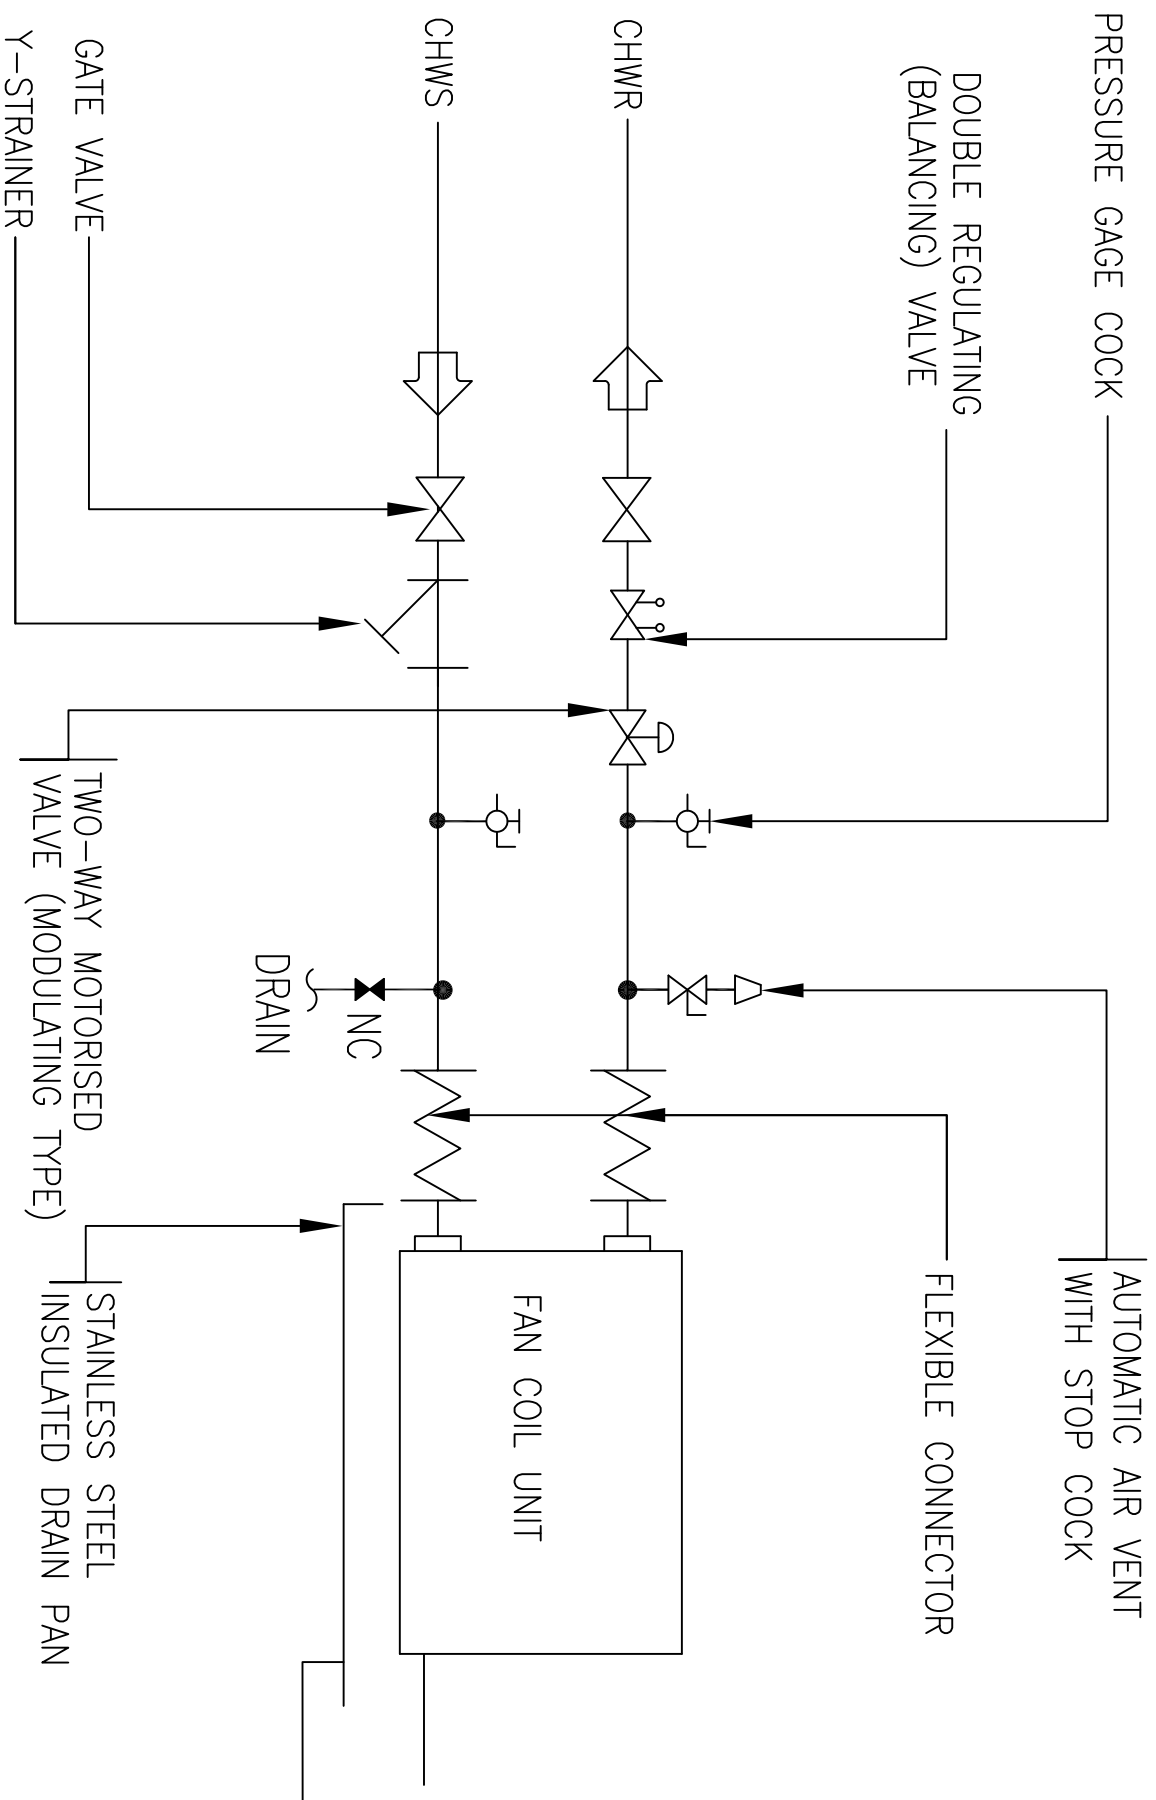 PRESSURE GAGE COCK
DOUBLE REGULATING
(BALANCING) VALVE
AUTOMATIC AIR VENT
WITH STOP COCK
FLEXIBLE CONNECTOR
CHWR
CHWS
FAN COIL UNIT
NC
DRAIN
GATE VALVE
Y-STRAINER
TWO-WAY MOTORISED
VALVE (MODULATING TYPE)
STAINLESS STEEL
INSULATED DRAIN PAN